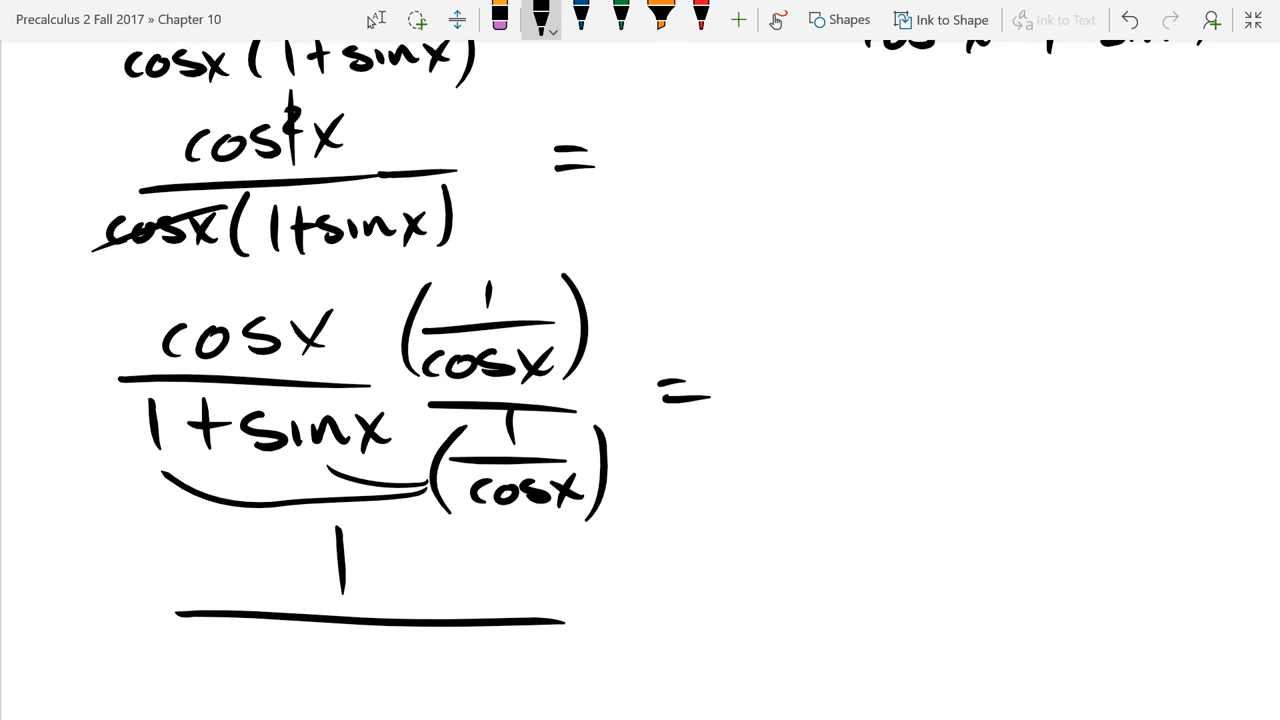 Precalculus 2 Fall 2017 » Chapter 10
Shapes
Ink to Shape
Ink to Text
cosx (1+sinx)
cos²x
=
cosx (1+sinx)
cosx (1/cosx)
=
1+sinx (1/cosx)
1